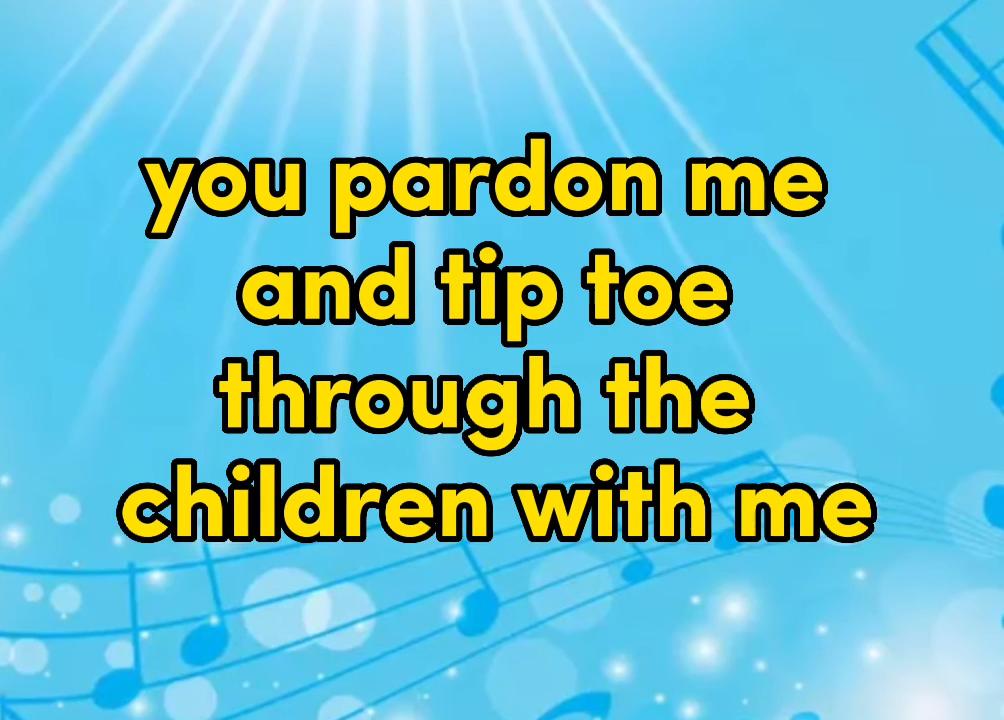 you pardon me
and tip toe
through the
children with me